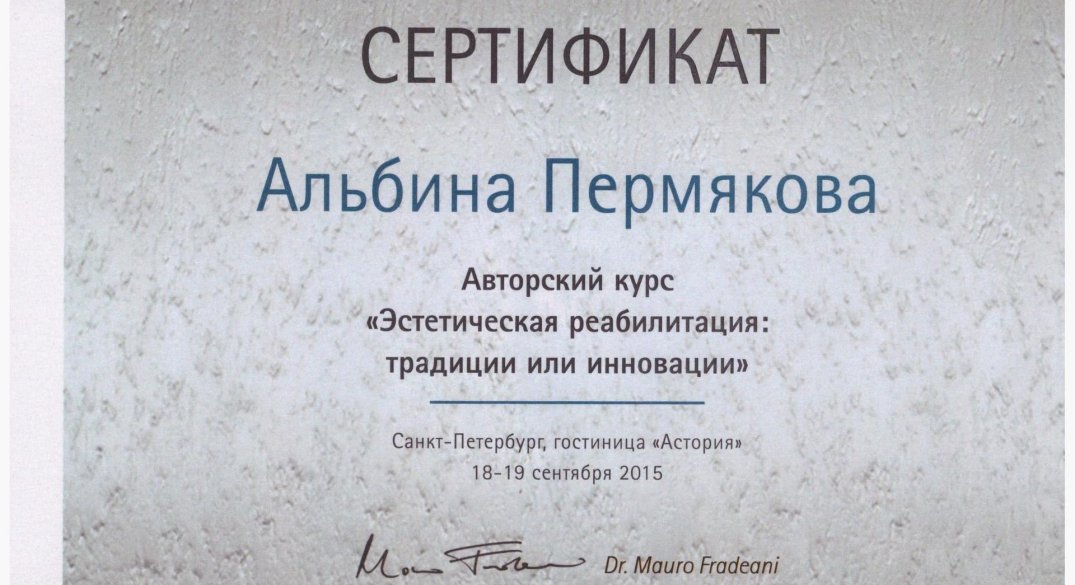 СЕРТИФИКАТ
Альбина Пермякова
Авторский курс
«Эстетическая реабилитация:
традиции или инновации»
Санкт-Петербург, гостиница «Астория»
18-19 сентября 2015
Dr. Mauro Fradeani